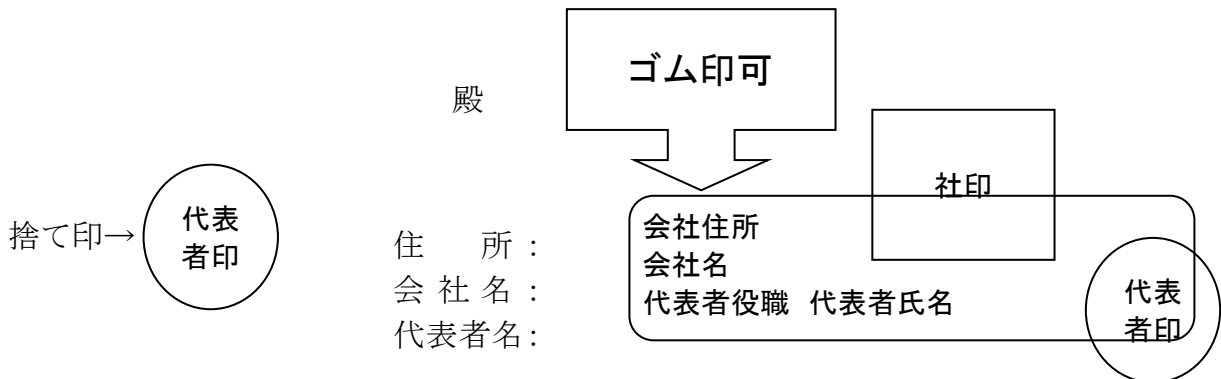 ゴム印可
殿
社印
捨て印→
代表
者印
住　所：
会社住所
会社名：
会社名
代表者名：
代表者役職　代表者氏名
代表
者印